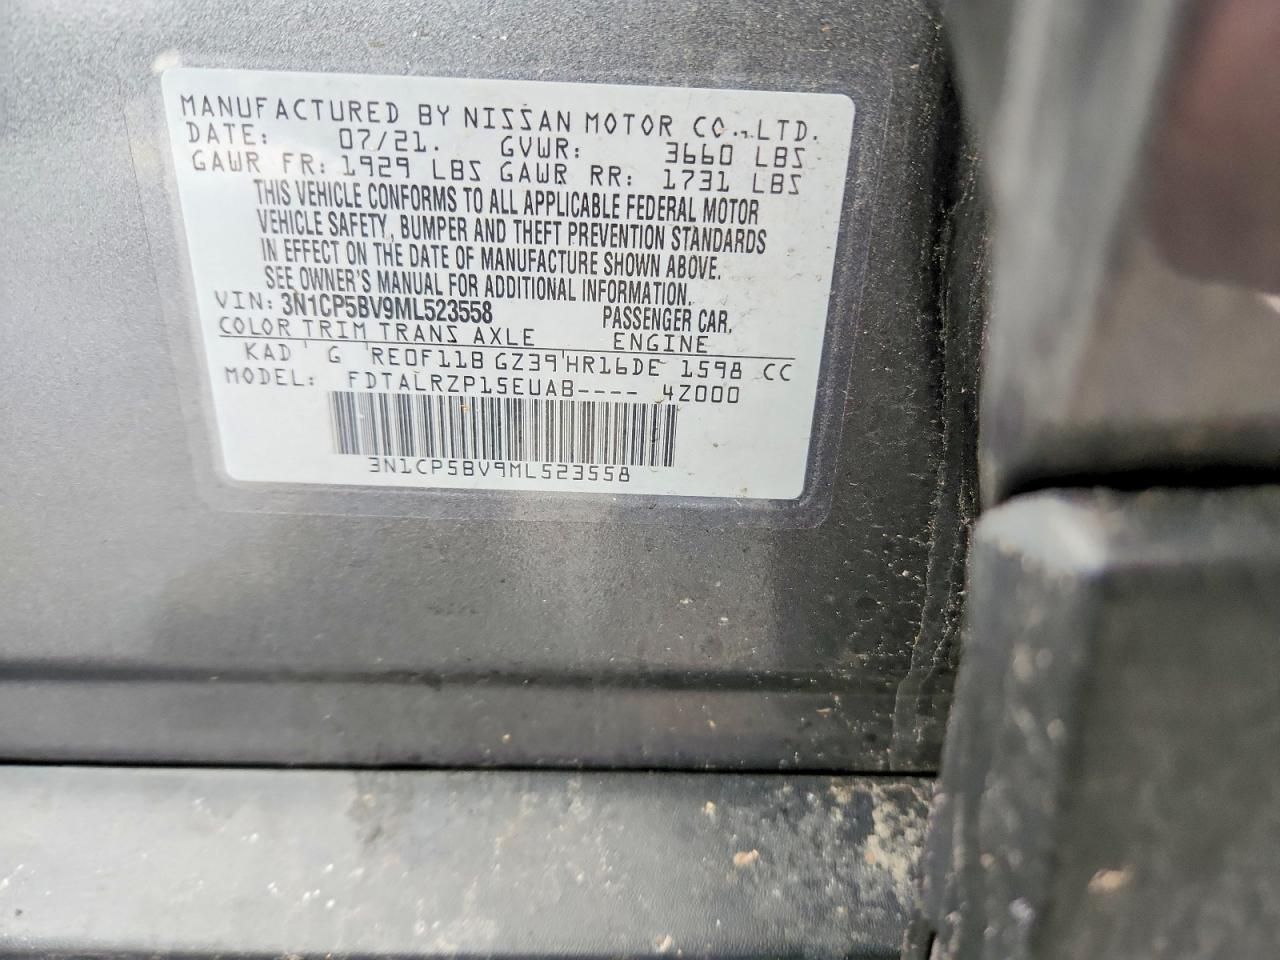 MANUFACTURED BY NISSAN MOTOR CO.,LTD.
DATE: 07/21. GVWR: 3660 LBS
GAWR FR: 1929 LBS GAWR RR: 1731 LBS
THIS VEHICLE CONFORMS TO ALL APPLICABLE FEDERAL MOTOR
VEHICLE SAFETY, BUMPER AND THEFT PREVENTION STANDARDS
IN EFFECT ON THE DATE OF MANUFACTURE SHOWN ABOVE.
SEE OWNER'S MANUAL FOR ADDITIONAL INFORMATION.
VIN: 3N1CP5BV9ML523558 PASSENGER CAR,
COLOR TRIM TRANS AXLE ENGINE
KAD ' G 'RE0F11B GZ39'HR16DE 1598 CC
MODEL: FDTALRZP15EUAB---- 4Z000
3N1CP5BV9ML523558